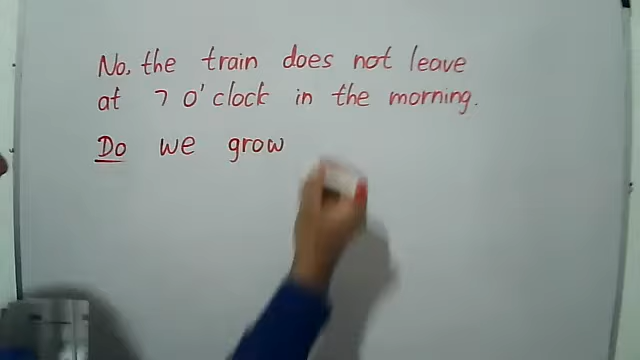 No, the train does not leave
at 7 O'clock in the morning.
Do we grow